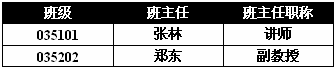 班级 班主任 班主任职称
035101 张林 讲师
035202 郑东 副教授